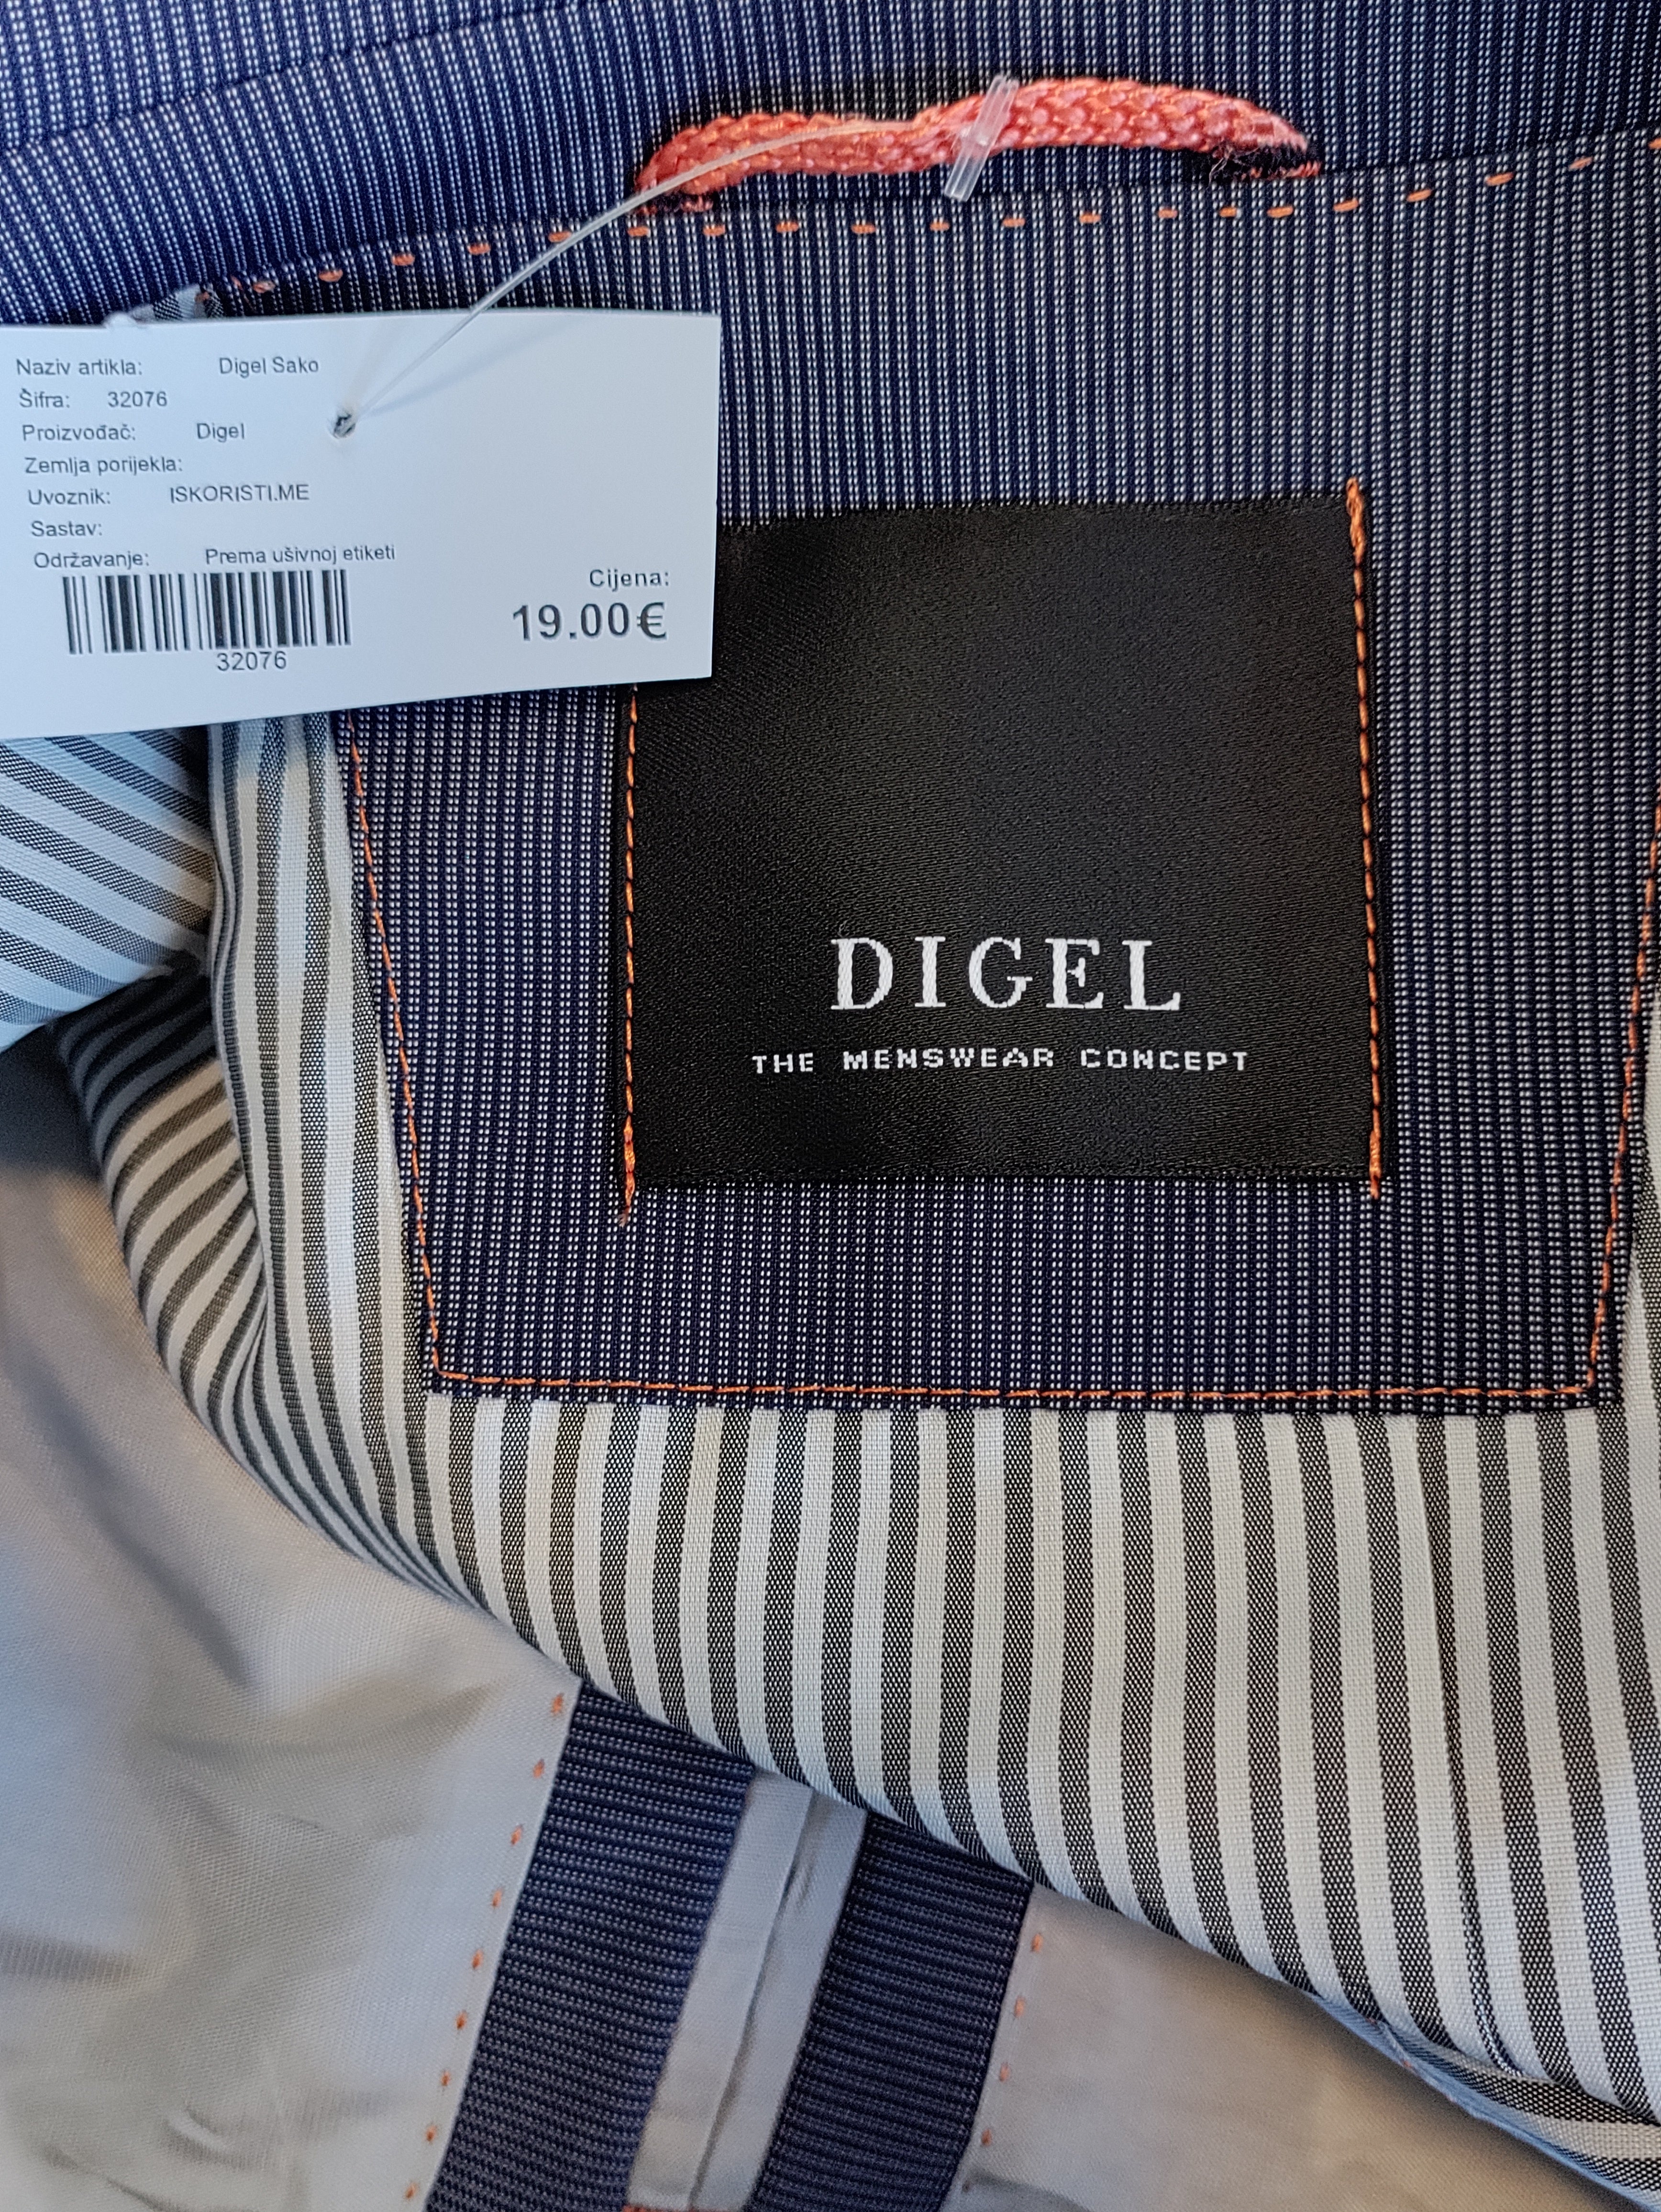 Naziv artikla: Digel Sako
Šifra: 32076
Proizvođač: Digel
Zemlja porijekla:
Uvoznik: ISKORISTI.ME
Sastav:
Održavanje: Prema ušivnoj etiketi
Cijena:
19.00€
32076
DIGEL
THE MENSWEAR CONCEPT